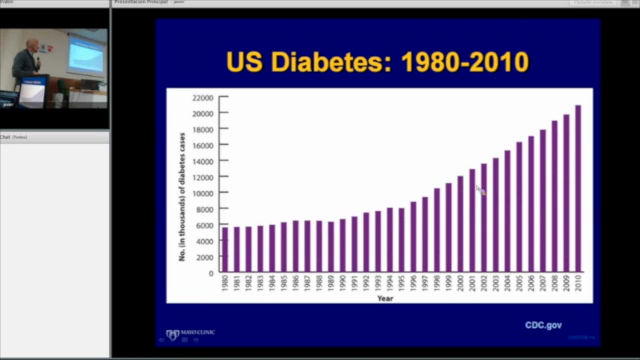 Video
Presentacion Principal
US Diabetes: 1980-2010
No. (in thousands) of diabetes cases
22000
20000
18000
16000
14000
12000
10000
8000
6000
4000
2000
0
1980 1981 1982 1983 1984 1985 1986 1987 1988 1989 1990 1991 1992 1993 1994 1995 1996 1997 1998 1999 2000 2001 2002 2003 2004 2005 2006 2007 2008 2009 2010
Year
MAYO CLINIC
CDC.gov
Chat